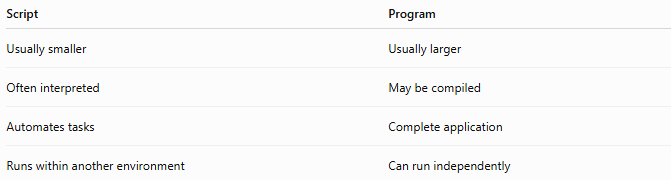 Script Program
Usually smaller Usually larger
Often interpreted May be compiled
Automates tasks Complete application
Runs within another environment Can run independently